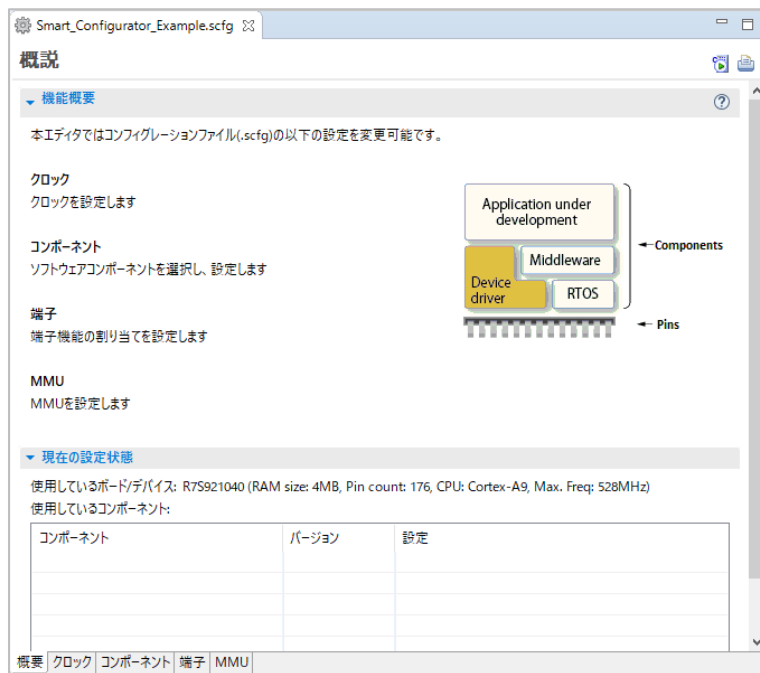 Smart_Configurator_Example.scfg
概説
機能概要
本エディタではコンフィグレーションファイル(.scfg)の以下の設定を変更可能です。
クロック
クロックを設定します
コンポーネント
ソフトウェアコンポーネントを選択し、設定します
端子
端子機能の割り当てを設定します
MMU
MMUを設定します
Application under
development
Middleware
Device
driver
RTOS
Components
Pins
現在の設定状態
使用しているボード/デバイス: R7S921040 (RAM size: 4MB, Pin count: 176, CPU: Cortex-A9, Max. Freq: 528MHz)
使用しているコンポーネント:
コンポーネント バージョン 設定
概要 クロック コンポーネント 端子 MMU